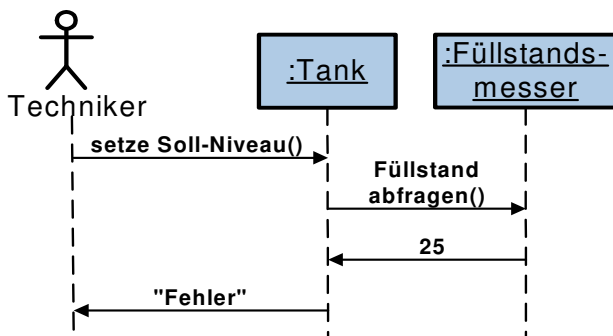 :Tank
:Füllstands-
messer
Techniker
setze Soll-Niveau()
Füllstand
abfragen()
25
"Fehler"